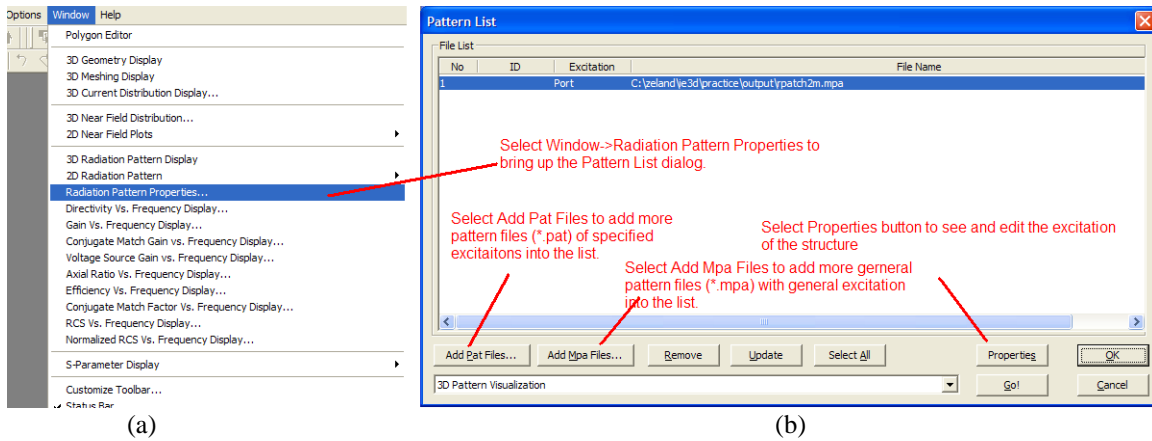 Options Window Help
Polygon Editor
3D Geometry Display
3D Meshing Display
3D Current Distribution Display...
3D Near Field Distribution...
2D Near Field Plots
3D Radiation Pattern Display
2D Radiation Pattern
Radiation Pattern Properties...
Directivity Vs. Frequency Display...
Gain Vs. Frequency Display...
Conjugate Match Gain vs. Frequency Display...
Voltage Source Gain vs. Frequency Display...
Axial Ratio Vs. Frequency Display...
Efficiency Vs. Frequency Display...
Conjugate Match Factor Vs. Frequency Display...
RCS Vs. Frequency Display...
Normalized RCS Vs. Frequency Display...
S-Parameter Display
Customize Toolbar...
Status Bar
(a)
Pattern List
File List
No ID Excitation File Name
1 Port C:\zeland\ie3d\practice\output\rpatch2m.mpa
Select Window->Radiation Pattern Properties to
bring up the Pattern List dialog.
Select Add Pat Files to add more
pattern files (*.pat) of specified
excitaitons into the list.
Select Properties button to see and edit the excitation
of the structure
Select Add Mpa Files to add more gerneral
pattern files (*.mpa) with general excitation
into the list.
Add Pat Files... Add Mpa Files... Remove Update Select All Properties OK
3D Pattern Visualization Go! Cancel
(b)